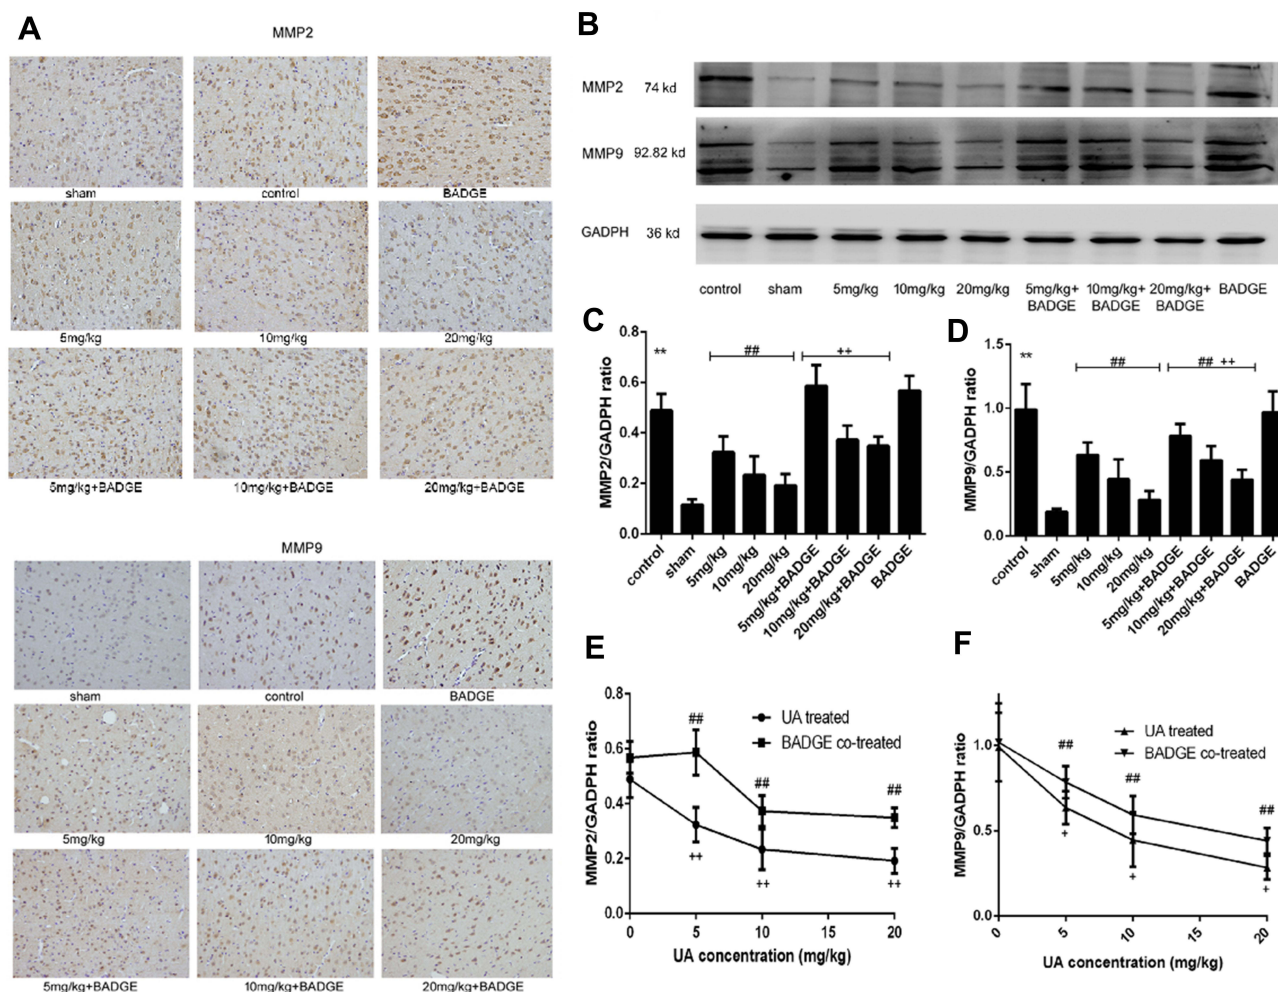 A
MMP2
sham control BADGE
5mg/kg 10mg/kg 20mg/kg
5mg/kg+BADGE 10mg/kg+BADGE 20mg/kg+BADGE
MMP9
sham control BADGE
5mg/kg 10mg/kg 20mg/kg
5mg/kg+BADGE 10mg/kg+BADGE 20mg/kg+BADGE
B
MMP2 74 kd
MMP9 92.82 kd
GADPH 36 kd
control sham 5mg/kg 10mg/kg 20mg/kg 5mg/kg+ 10mg/kg+ 20mg/kg+ BADGE
BADGE BADGE BADGE
C
MMP2/GADPH ratio
0.8
0.6
0.4
0.2
0.0
** ## ++
control
sham
5mg/kg
10mg/kg
20mg/kg
5mg/kg+BADGE
10mg/kg+BADGE
20mg/kg+BADGE
BADGE
D
MMP9/GADPH ratio
1.5
1.0
0.5
0.0
** ## ## ++
control
sham
5mg/kg
10mg/kg
20mg/kg
5mg/kg+BADGE
10mg/kg+BADGE
20mg/kg+BADGE
BADGE
E
MMP2/GADPH ratio
0.8
0.6
0.4
0.2
0.0
UA treated
BADGE co-treated
## ## ##
++ ++ ++
0 5 10 15 20
UA concentration (mg/kg)
F
MMP9/GADPH ratio
1.0
0.5
0.0
UA treated
BADGE co-treated
## ## ##
+ + +
0 5 10 15 20
UA concentration (mg/kg)